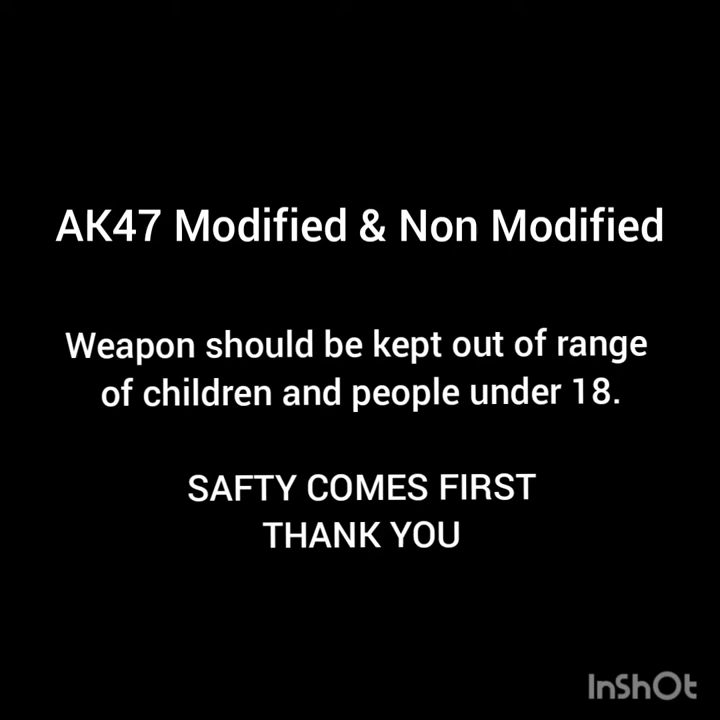 AK47 Modified & Non Modified
Weapon should be kept out of range
of children and people under 18.
SAFTY COMES FIRST
THANK YOU
InShOt